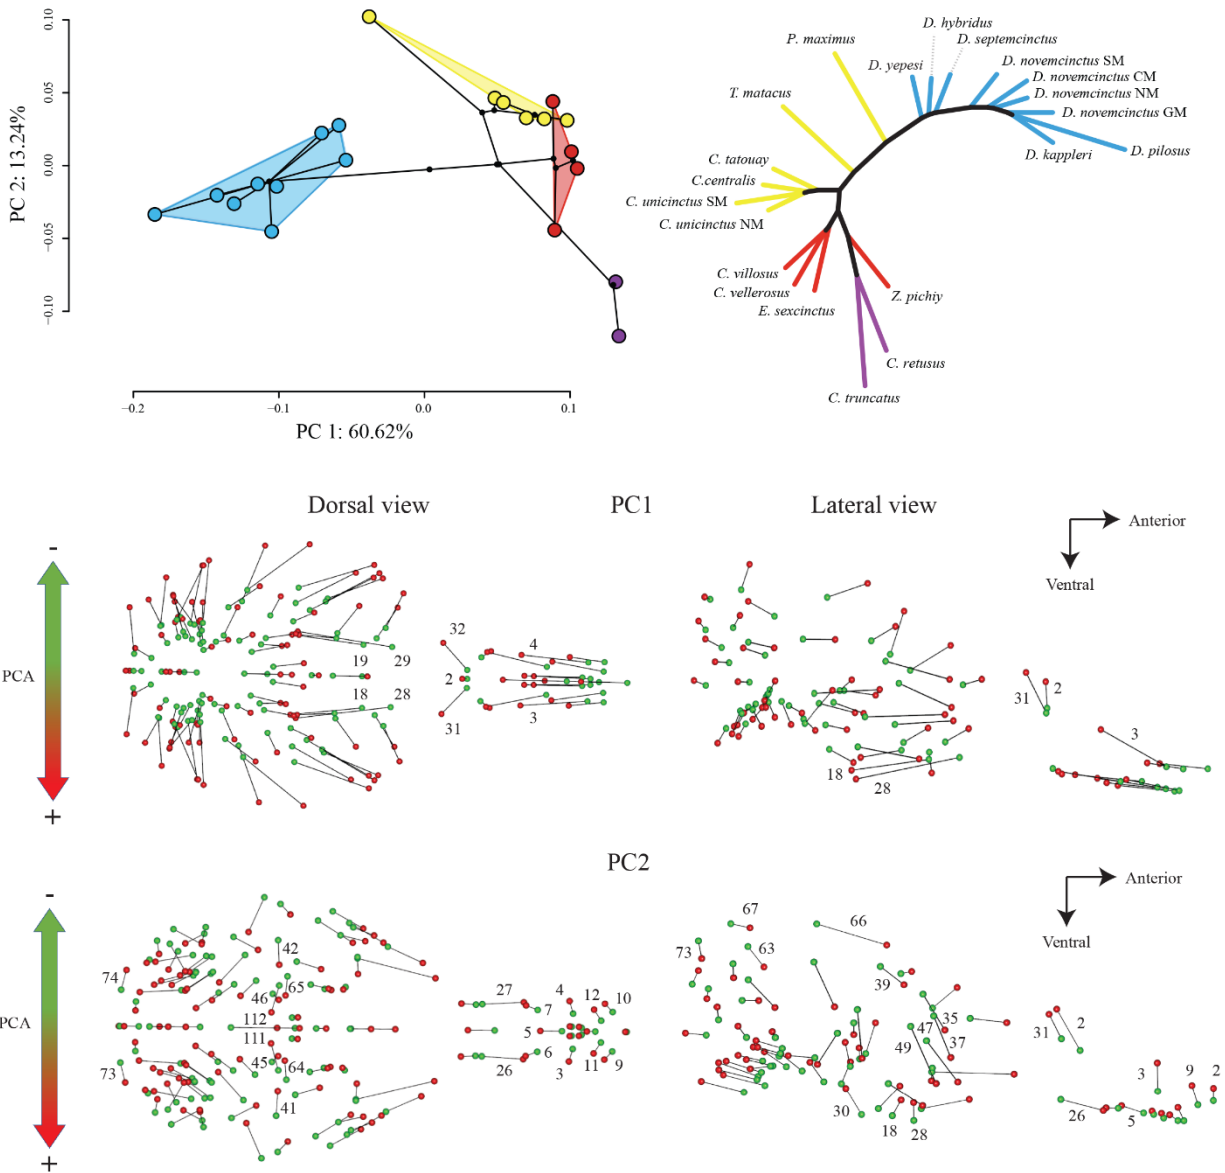 0.10
0.05
0.00
−0.05
−0.10
PC 2: 13.24%
−0.2
−0.1
0.0
0.1
PC 1: 60.62%
D. hybridus
D. septemcinctus
P. maximus
D. yepesi
D. novemcinctus SM
D. novemcinctus CM
D. novemcinctus NM
D. novemcinctus GM
T. matacus
D. kappleri
D. pilosus
C. tatouay
C.centralis
C. unicinctus SM
C. unicinctus NM
C. villosus
C. vellerosus
E. sexcinctus
Z. pichiy
C. retusus
C. truncatus
Dorsal view
PC1
Lateral view
Anterior
Ventral
-
PCA
+
32
4
19
29
2
18
28
31
3
31
2
3
18
28
PC2
Anterior
Ventral
-
PCA
+
42
74
46
65
112
111
45
64
73
41
27
4
12
10
7
5
6
26
3
11
9
67
66
73
63
39
35
47
37
49
30
18
28
31
2
3
9
2
26
5